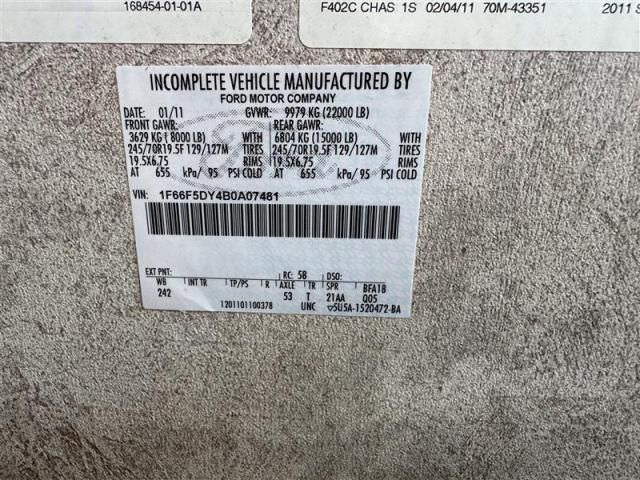 168454-01-01A
F402C CHAS 1S 02/04/11 70M-43351 2011 S
INCOMPLETE VEHICLE MANUFACTURED BY
FORD MOTOR COMPANY
01/11 GVWR: 9979 KG (22000 LB)
FRONT GAWR: REAR GAWR:
3629 KG ( 8000 LB) WITH 6804 KG (15000 LB) WITH
245/70R19.5F 129/127M TIRES 245/70R19.5F 129/127M TIRES
19.5X6.75 RIMS 19.5X6.75 RIMS
AT 655 kPa/ 95 PSI COLD AT 655 kPa/ 95 PSI COLD
VIN: 1F66F5DY4B0A07481
EXT PNT: RC: 58 DSO:
WB INT TR TP/PS R AXLE TR SPR BFA18
242 53 T 21AA Q05
1201101100378 UNC ▽5U5A-1520472-BA